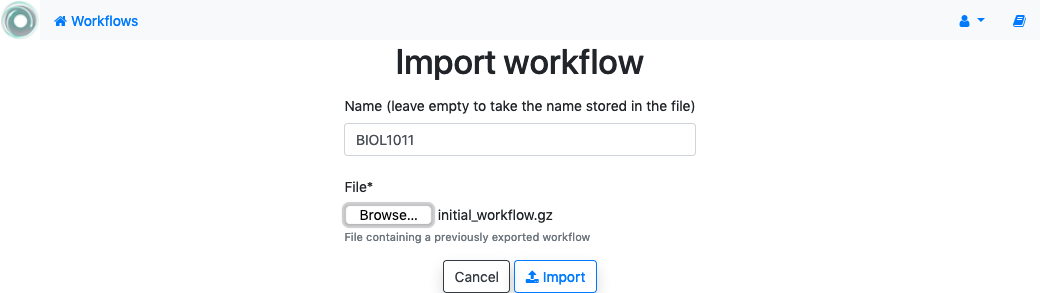 Workflows
Import workflow
Name (leave empty to take the name stored in the file)
BIOL1011
File*
Browse... initial_workflow.gz
File containing a previously exported workflow
Cancel Import